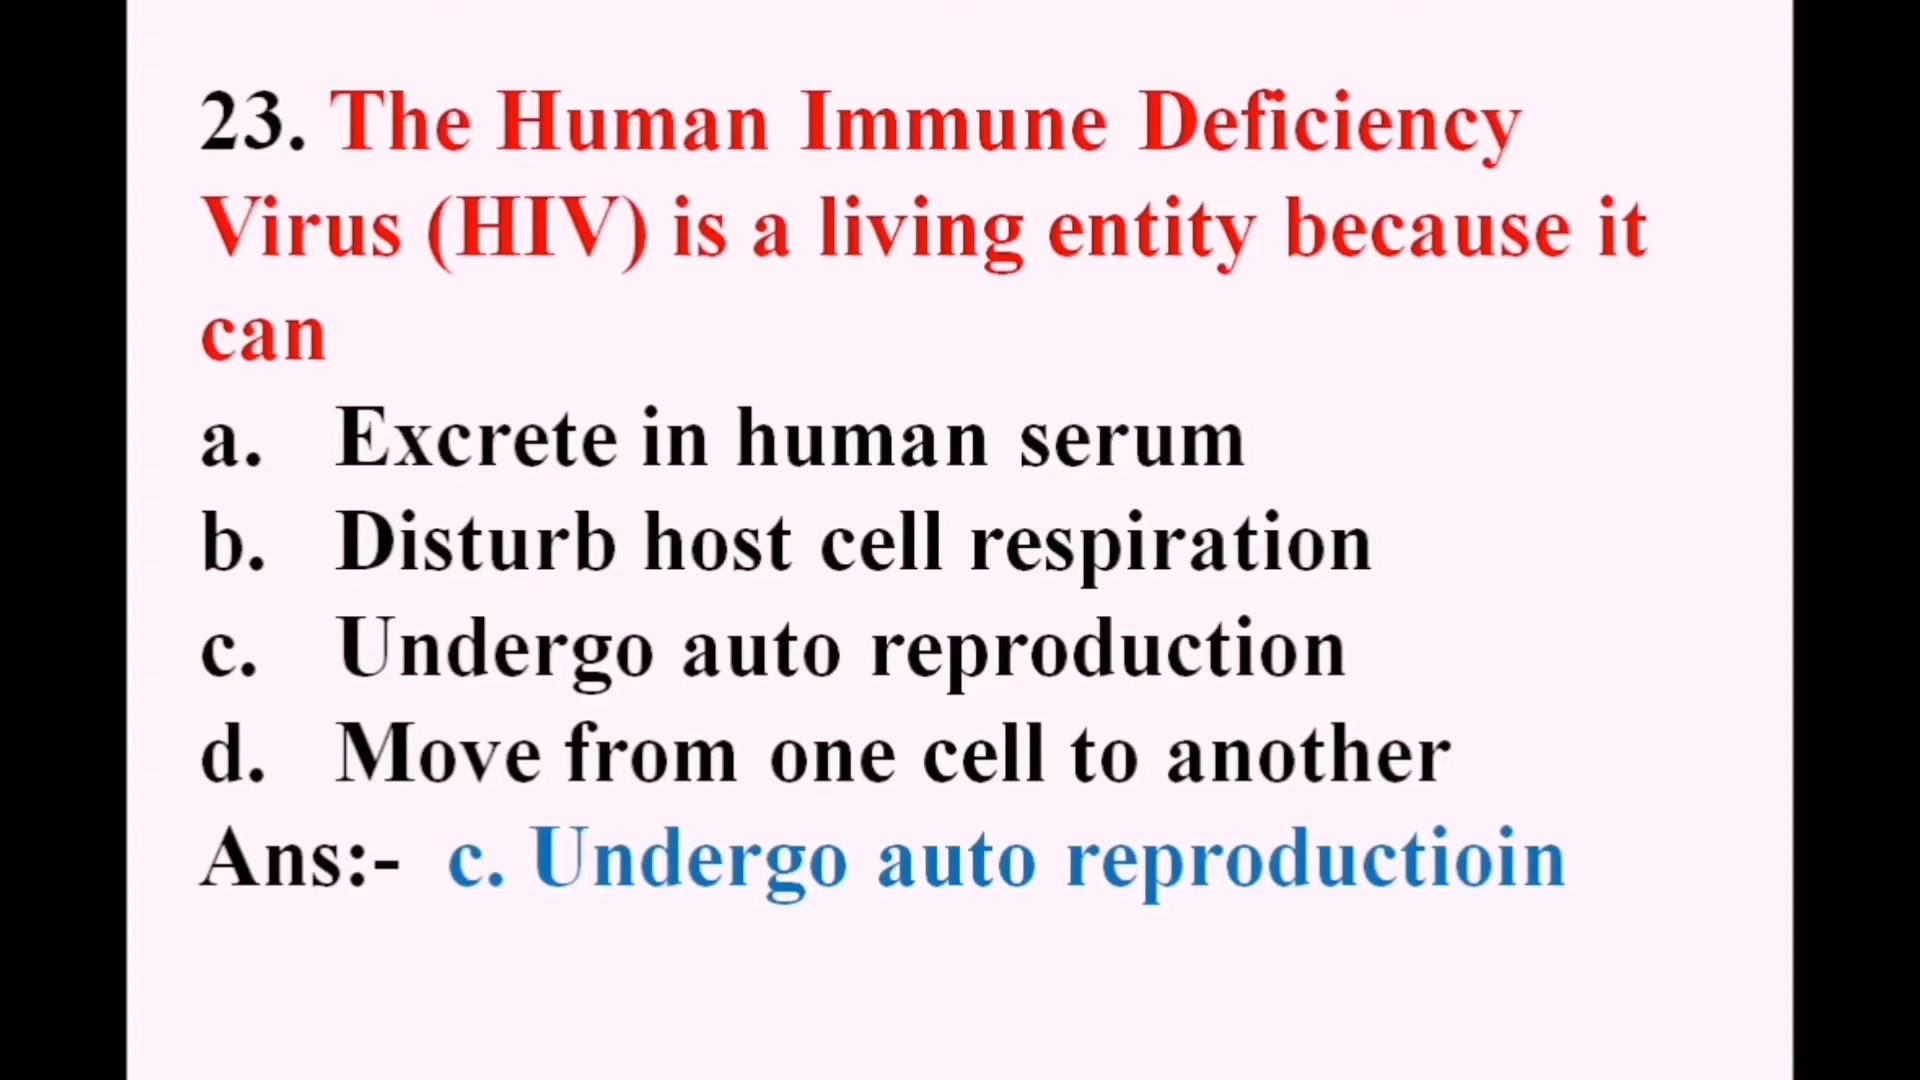 23. The Human Immune Deficiency
Virus (HIV) is a living entity because it
can
a. Excrete in human serum
b. Disturb host cell respiration
c. Undergo auto reproduction
d. Move from one cell to another
Ans:- c. Undergo auto reproductioin